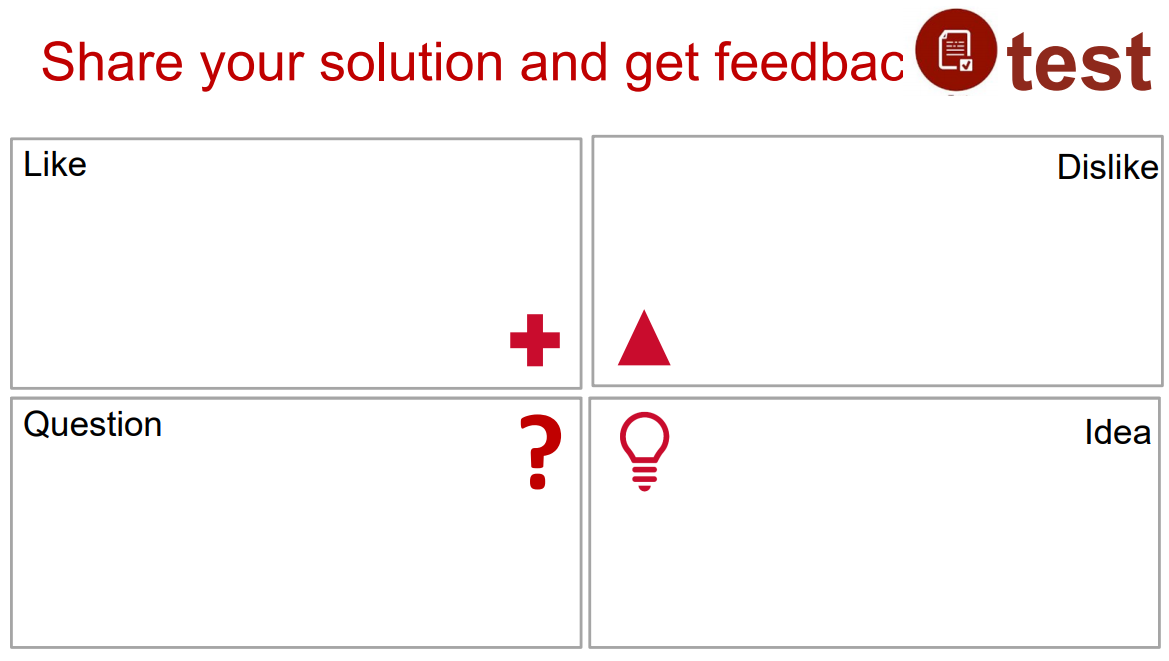 Share your solution and get feedbac
test
Like
Dislike
Question
?
Idea